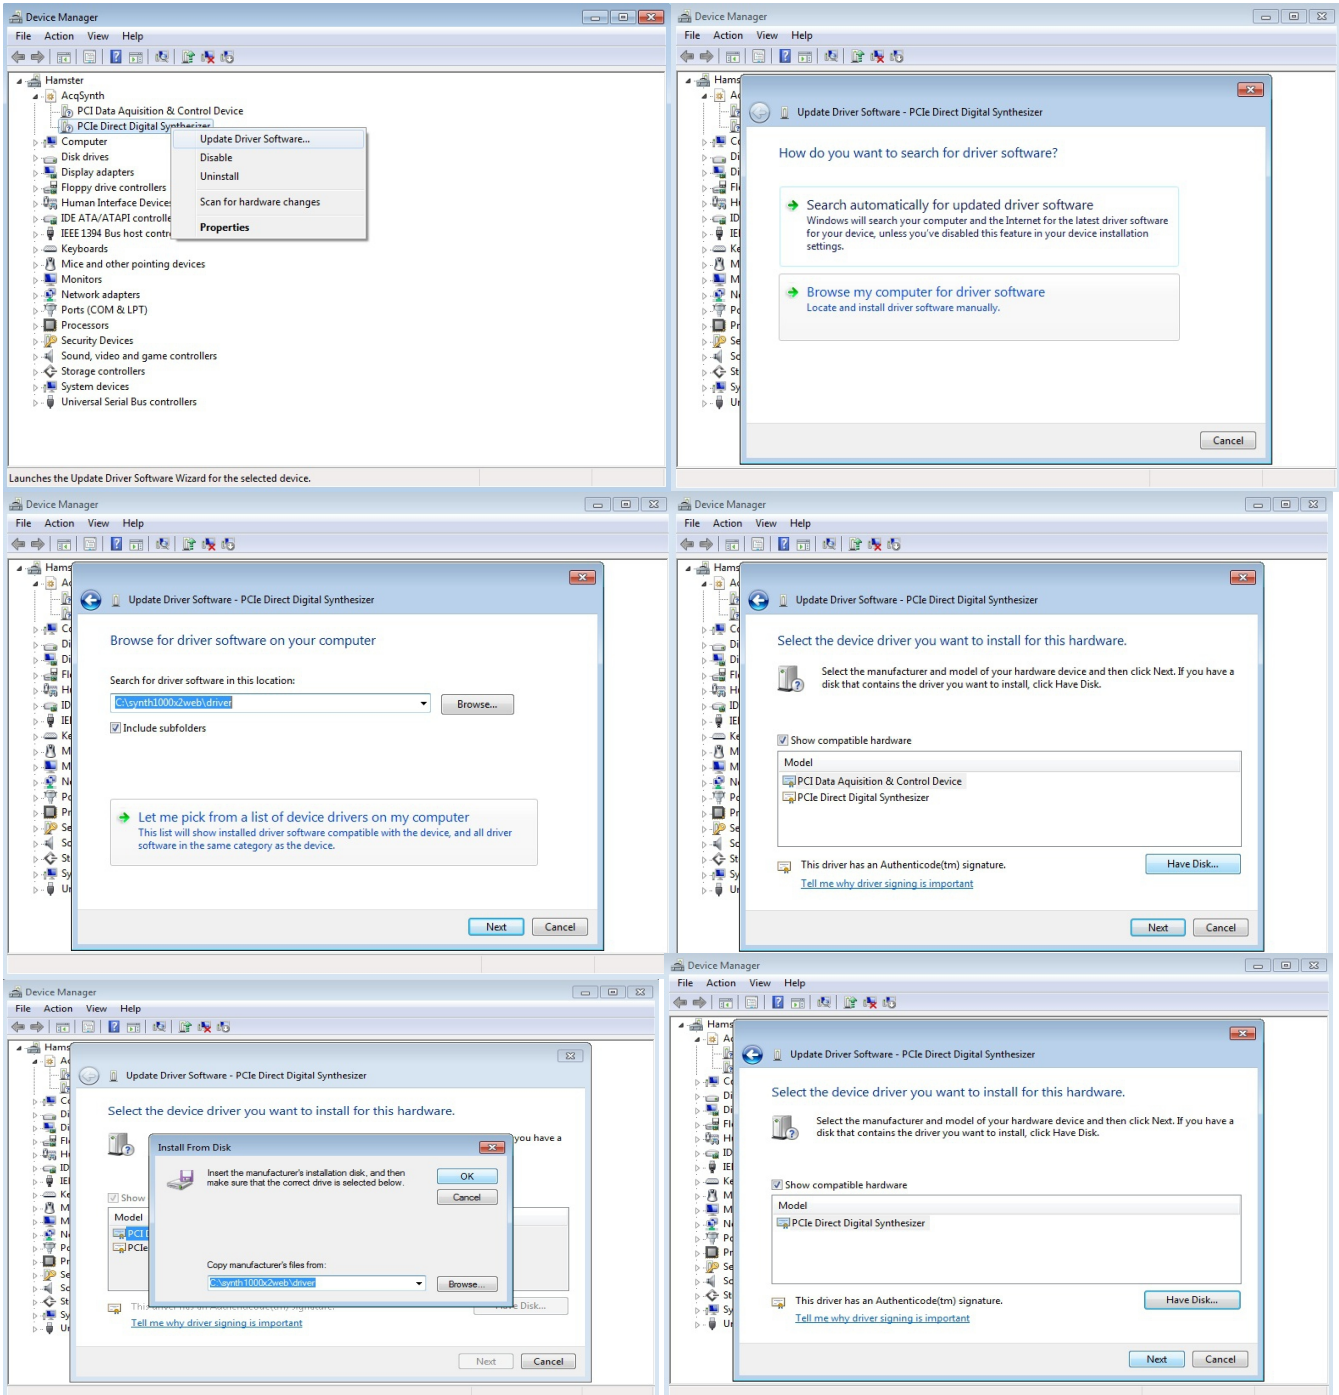 Device Manager
File Action View Help
Hamster
AcqSynth
PCI Data Aquisition & Control Device
PCIe Direct Digital Synthesizer
Computer
Disk drives
Display adapters
Floppy drive controllers
Human Interface Devices
IDE ATA/ATAPI controlle
IEEE 1394 Bus host contr
Keyboards
Mice and other pointing devices
Monitors
Network adapters
Ports (COM & LPT)
Processors
Security Devices
Sound, video and game controllers
Storage controllers
System devices
Universal Serial Bus controllers
Update Driver Software...
Disable
Uninstall
Scan for hardware changes
Properties
Launches the Update Driver Software Wizard for the selected device.
Device Manager
File Action View Help
Hams
Update Driver Software - PCIe Direct Digital Synthesizer
How do you want to search for driver software?
Search automatically for updated driver software
Windows will search your computer and the Internet for the latest driver software
for your device, unless you've disabled this feature in your device installation
settings.
Browse my computer for driver software
Locate and install driver software manually.
Cancel
Device Manager
File Action View Help
Hams
Update Driver Software - PCIe Direct Digital Synthesizer
Browse for driver software on your computer
Search for driver software in this location:
C:\synth1000x2web\driver
Browse...
Include subfolders
Let me pick from a list of device drivers on my computer
This list will show installed driver software compatible with the device, and all driver
software in the same category as the device.
Next Cancel
Device Manager
File Action View Help
Hams
Update Driver Software - PCIe Direct Digital Synthesizer
Select the device driver you want to install for this hardware.
Select the manufacturer and model of your hardware device and then click Next. If you have a
disk that contains the driver you want to install, click Have Disk.
Show compatible hardware
Model
PCI Data Aquisition & Control Device
PCIe Direct Digital Synthesizer
This driver has an Authenticode(tm) signature.
Have Disk...
Tell me why driver signing is important
Next Cancel
Device Manager
File Action View Help
Hams
Update Driver Software - PCIe Direct Digital Synthesizer
Select the device driver you want to install for this hardware.
you have a
Install From Disk
Insert the manufacturer's installation disk, and then
make sure that the correct drive is selected below.
OK
Cancel
Show
Model
PCI
PCIe
Copy manufacturer's files from:
C:\synth1000x2web\driver
Browse...
Tell me why driver signing is important
Next Cancel
Device Manager
File Action View Help
Hams
Update Driver Software - PCIe Direct Digital Synthesizer
Select the device driver you want to install for this hardware.
Select the manufacturer and model of your hardware device and then click Next. If you have a
disk that contains the driver you want to install, click Have Disk.
Show compatible hardware
Model
PCIe Direct Digital Synthesizer
This driver has an Authenticode(tm) signature.
Have Disk...
Tell me why driver signing is important
Next Cancel